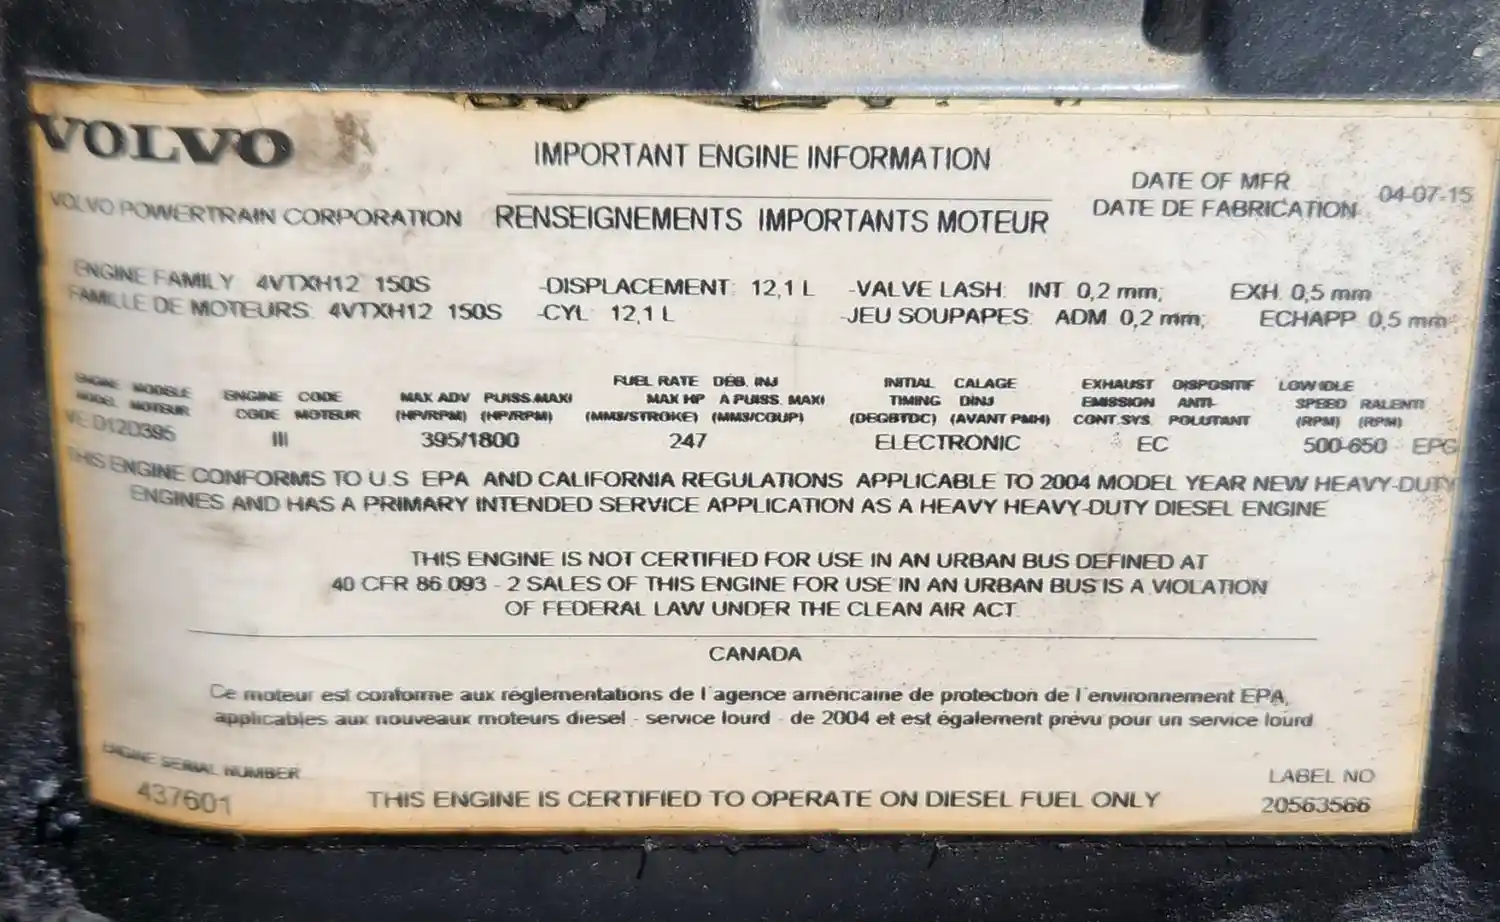 VOLVO
IMPORTANT ENGINE INFORMATION
VOLVO POWERTRAIN CORPORATION
RENSEIGNEMENTS IMPORTANTS MOTEUR
DATE OF MFR
DATE DE FABRICATION
04-07-15
ENGINE FAMILY: 4VTXH12 150S
FAMILLE DE MOTEURS: 4VTXH12 150S
-DISPLACEMENT: 12,1 L
-CYL 12,1 L
-VALVE LASH: INT 0,2 mm; EXH. 0,5 mm
-JEU SOUPAPES: ADM 0,2 mm; ECHAPP 0,5 mm
ENGINE MODELE
MODEL MOTEUR
VE D12D395
ENGINE CODE
CODE MOTEUR
III
MAX ADV PUISS.MAXI
(HP/RPM) (HP/RPM)
395/1800
FUEL RATE DEB. INJ
MAX HP A PUISS. MAXI
(MM3/STROKE) (MM3/COUP)
247
INITIAL CALAGE
TIMING D'INJ
(DEGBTDC) (AVANT PMH)
ELECTRONIC
EXHAUST DISPOSITIF
EMISSION ANTI-
CONT.SYS. POLUTANT
EC
LOW IDLE
SPEED RALENTI
(RPM) (RPM)
500-650 EPG
THIS ENGINE CONFORMS TO U.S EPA AND CALIFORNIA REGULATIONS APPLICABLE TO 2004 MODEL YEAR NEW HEAVY-DUTY
ENGINES AND HAS A PRIMARY INTENDED SERVICE APPLICATION AS A HEAVY HEAVY-DUTY DIESEL ENGINE
THIS ENGINE IS NOT CERTIFIED FOR USE IN AN URBAN BUS DEFINED AT
40 CFR 86.093 - 2 SALES OF THIS ENGINE FOR USE IN AN URBAN BUS IS A VIOLATION
OF FEDERAL LAW UNDER THE CLEAN AIR ACT.
CANADA
Ce moteur est conforme aux réglementations de l'agence américaine de protection de l'environnement EPA,
applicables aux nouveaux moteurs diesel - service lourd - de 2004 et est également prévu pour un service lourd
ENGINE SERIAL NUMBER
437601
THIS ENGINE IS CERTIFIED TO OPERATE ON DIESEL FUEL ONLY
LABEL NO
20563566